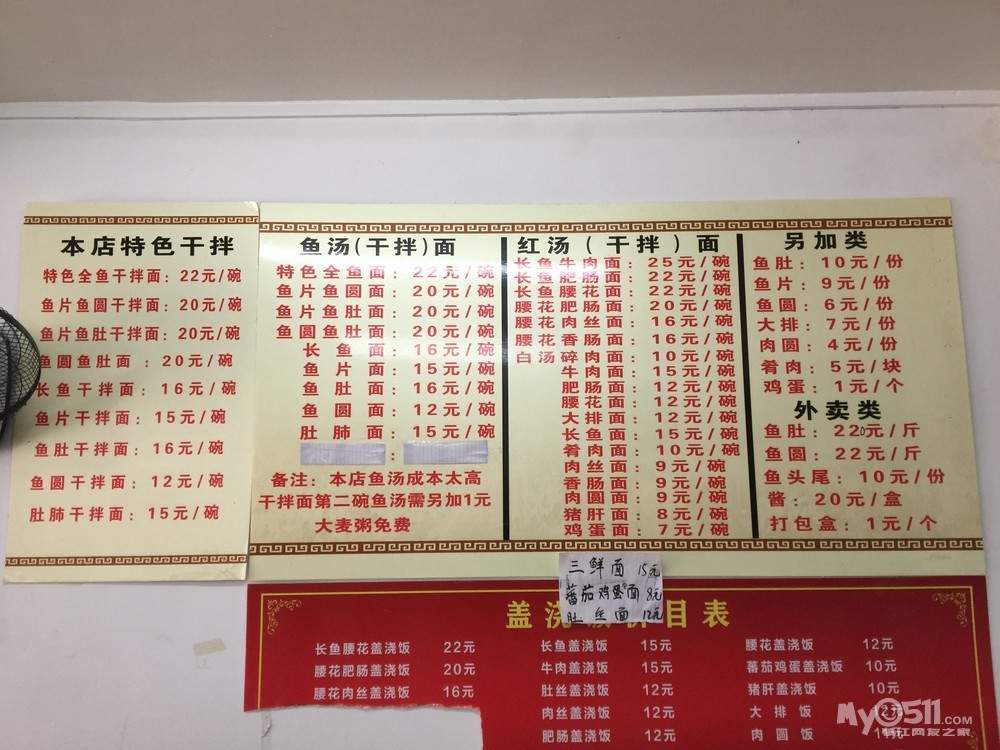 本店特色干拌
特色全鱼干拌面：22元/碗
鱼片鱼圆干拌面：20元/碗
鱼片鱼肚干拌面：20元/碗
鱼圆鱼肚面：20元/碗
长鱼干拌面：16元/碗
鱼片干拌面：15元/碗
鱼肚干拌面：16元/碗
鱼圆干拌面：12元/碗
肚肺干拌面：15元/碗
鱼汤(干拌)面
特色全鱼面：22元/碗
鱼片鱼圆面：20元/碗
鱼片鱼肚面：20元/碗
鱼圆鱼肚面：20元/碗
长鱼面：16元/碗
鱼片面：15元/碗
鱼肚面：16元/碗
鱼圆面：12元/碗
肚肺面：15元/碗
备注：本店鱼汤成本太高
干拌面第二碗鱼汤需另加1元
大麦粥免费
红汤(干拌)面
长鱼牛肉面：25元/碗
长鱼肥肠面：22元/碗
长鱼腰花面：22元/碗
腰花肥肠面：20元/碗
腰花肉丝面：16元/碗
腰花香肠面：16元/碗
白汤碎肉面：10元/碗
牛肉面：15元/碗
肥肠面：12元/碗
腰花面：12元/碗
大排面：12元/碗
长鱼面：15元/碗
肴肉面：10元/碗
肉丝面：9元/碗
香肠面：9元/碗
肉圆面：9元/碗
猪肝面：8元/碗
鸡蛋面：7元/碗
另加类
鱼肚：10元/份
鱼片：9元/份
鱼圆：6元/份
大排：7元/份
肉圆：4元/份
肴肉：5元/块
鸡蛋：1元/个
外卖类
鱼肚：220元/斤
鱼圆：22元/斤
鱼头尾：10元/份
酱：20元/盒
打包盒：1元/个
三鲜面 15元
蕃茄鸡蛋面 8元
肚丝面 12元
盖浇 目表
长鱼腰花盖浇饭 22元
腰花肥肠盖浇饭 20元
腰花肉丝盖浇饭 16元
长鱼盖浇饭 15元
牛肉盖浇饭 15元
肚丝盖浇饭 12元
肉丝盖浇饭 12元
肥肠盖浇饭 12元
腰花盖浇饭 12元
蕃茄鸡蛋盖浇饭 10元
猪肝盖浇饭 10元
大排饭 12元
肉圆饭 11元
My0511.COM
镇江网友之家